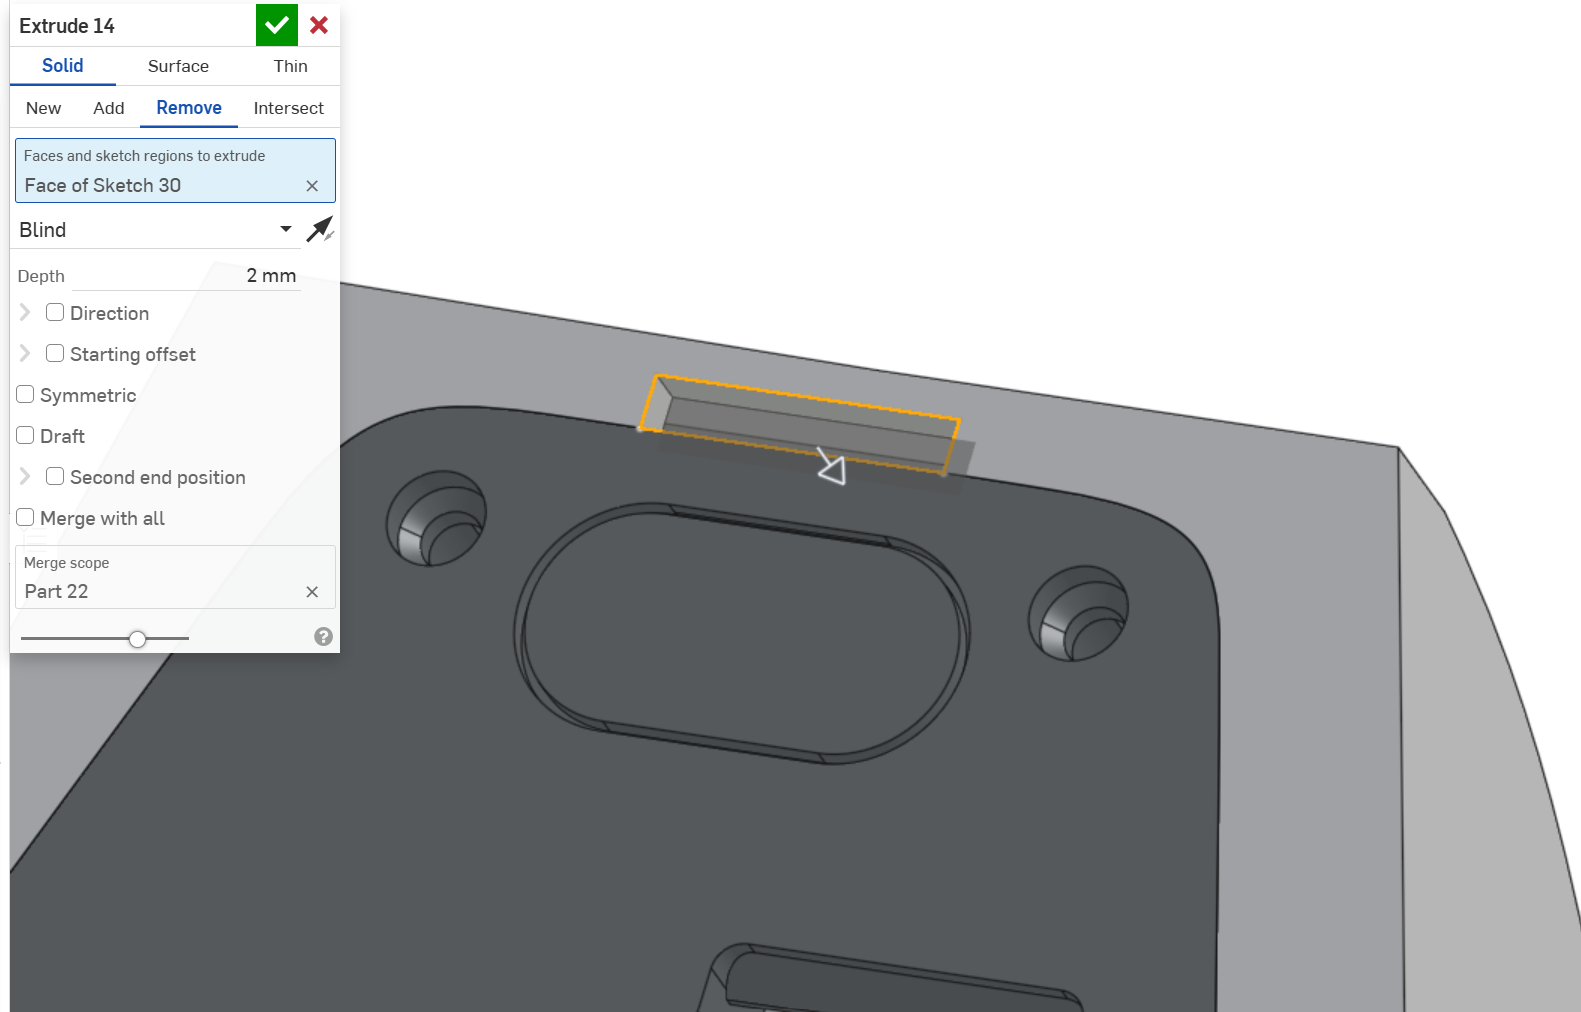 Extrude 14
Solid Surface Thin
New Add Remove Intersect
Faces and sketch regions to extrude
Face of Sketch 30
Blind
Depth 2 mm
Direction
Starting offset
Symmetric
Draft
Second end position
Merge with all
Merge scope
Part 22
?